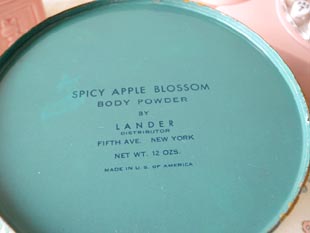 SPICY APPLE BLOSSOM
BODY POWDER
BY
LANDER
DISTRIBUTOR
FIFTH AVE. NEW YORK
NET WT. 12 OZS.
MADE IN U. S. OF AMERICA